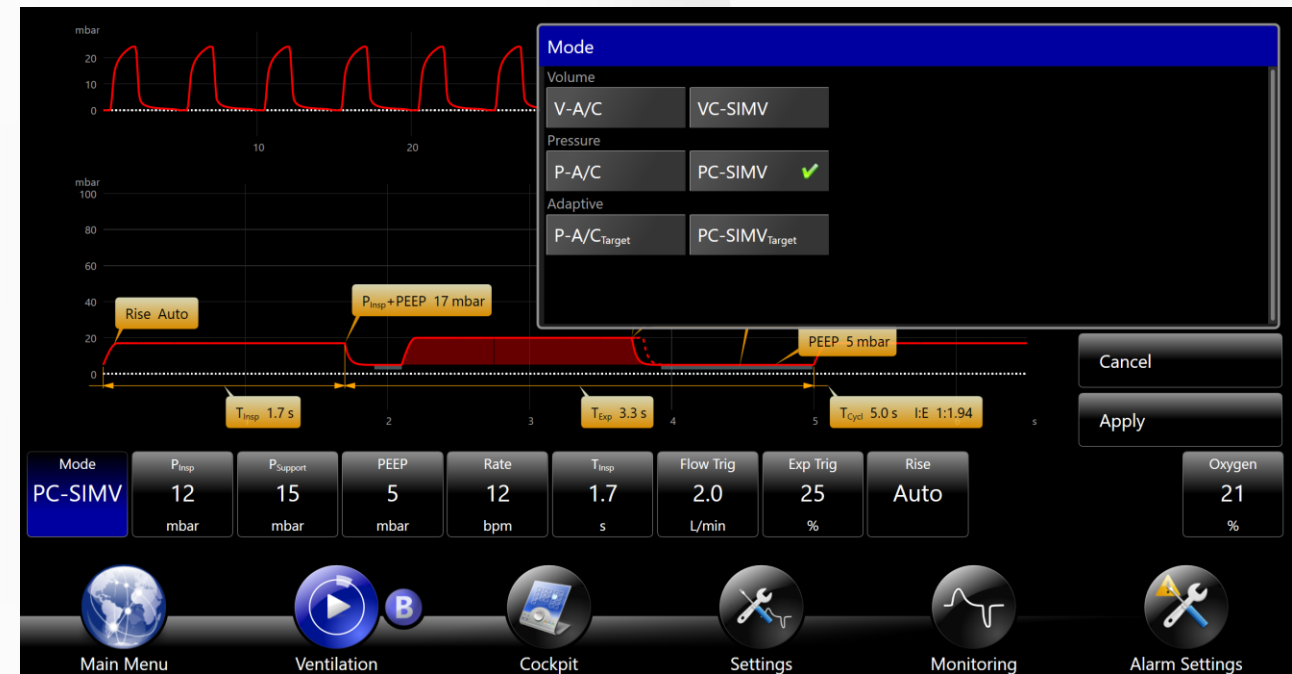 mbar
20
10
0
10
20
Mode
Volume
V-A/C
VC-SIMV
Pressure
P-A/C
PC-SIMV
Adaptive
P-A/CTarget
PC-SIMVTarget
mbar
100
80
60
40
20
0
Rise Auto
PInsp+PEEP 17 mbar
PEEP 5 mbar
TInsp 1.7 s
2
3
TExp 3.3 s
4
5
TCycl 5.0 s I:E 1:1.94
s
Cancel
Apply
Mode
PC-SIMV
PInsp
12
mbar
PSupport
15
mbar
PEEP
5
mbar
Rate
12
bpm
TInsp
1.7
s
Flow Trig
2.0
L/min
Exp Trig
25
%
Rise
Auto
Oxygen
21
%
B
Main Menu
Ventilation
Cockpit
Settings
Monitoring
Alarm Settings